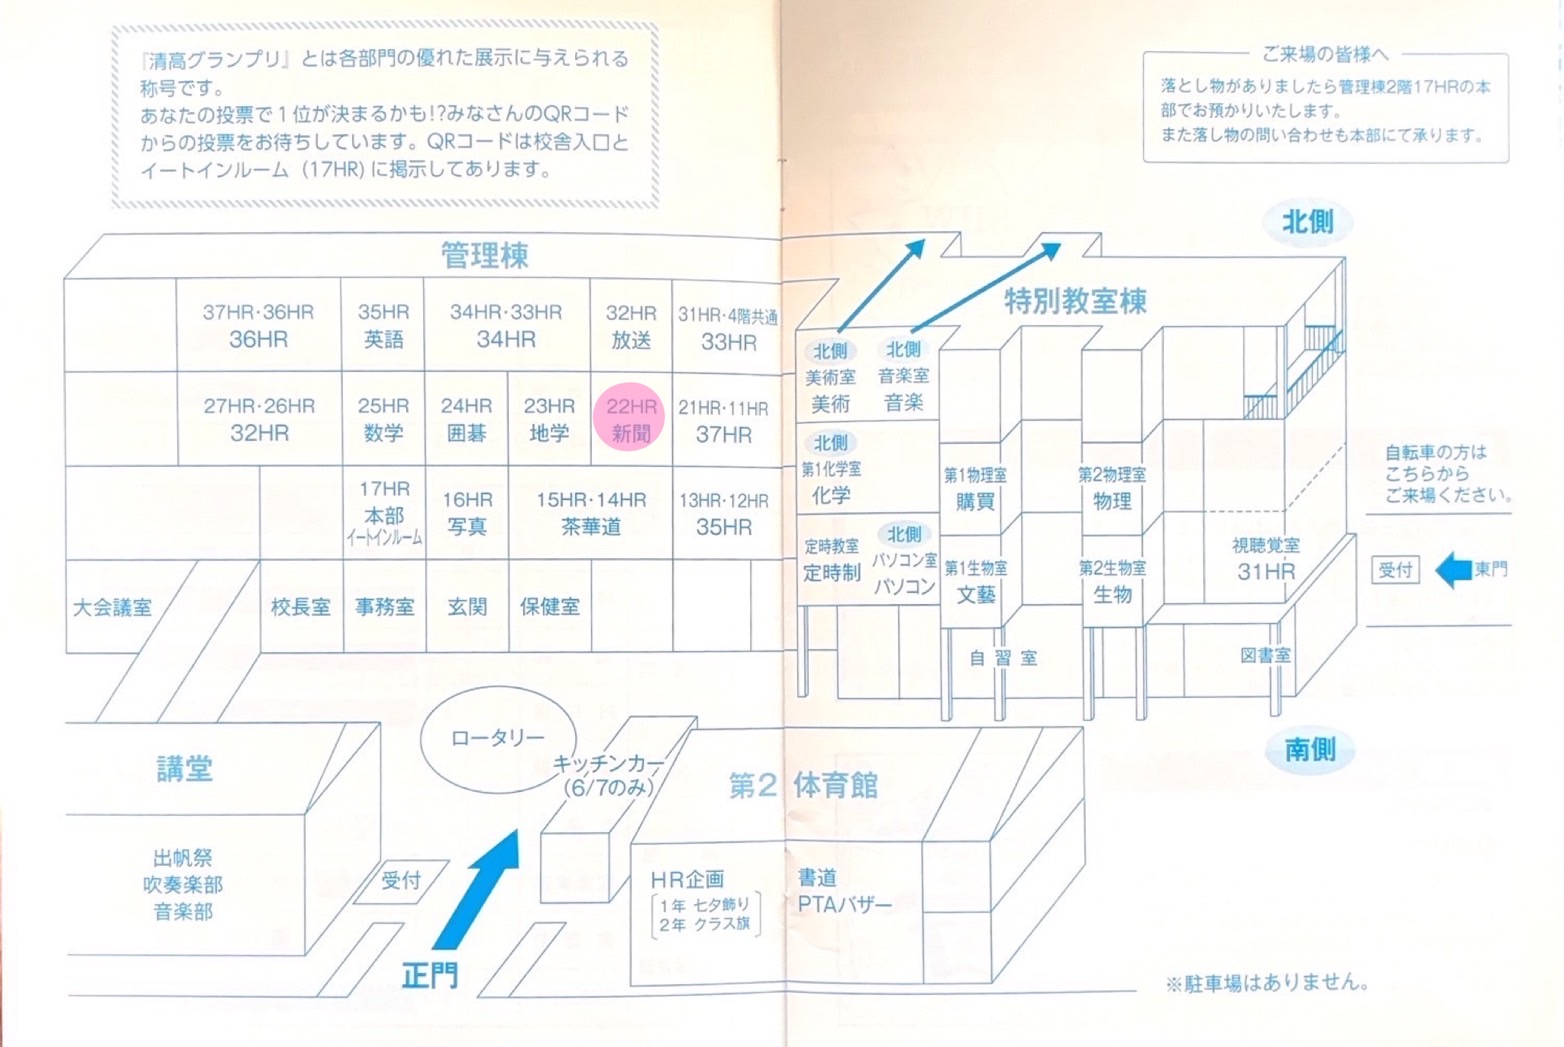 『清高グランプリ』とは各部門の優れた展示に与えられる
称号です。
あなたの投票で1位が決まるかも!?みなさんのQRコード
からの投票をお待ちしています。QRコードは校舎入口と
イートインルーム(17HR)に掲示してあります。
ご来場の皆様へ
落とし物がありましたら管理棟2階17HRの本
部でお預かりいたします。
また落し物の問い合わせも本部にて承ります。
北側
管理棟
特別教室棟
37HR·36HR
36HR
35HR
英語
34HR·33HR
34HR
32HR
放送
31HR·4階共通
33HR
北側
美術室
美術
北側
音楽室
音楽
27HR·26HR
32HR
25HR
数学
24HR
囲碁
23HR
地学
22HR
新聞
21HR·11HR
37HR
北側
第1化学室
化学
第1物理室
購買
第2物理室
物理
自転車の方は
こちらから
ご来場ください。
17HR
本部
イートインルーム
16HR
写真
15HR·14HR
茶華道
13HR·12HR
35HR
定時教室
定時制
北側
パソコン室
パソコン
第1生物室
文藝
第2生物室
生物
視聴覚室
31HR
受付
東門
大会議室
校長室
事務室
玄関
保健室
自習室
図書室
南側
講堂
ロータリー
キッチンカー
(6/7のみ)
第2体育館
出帆祭
吹奏楽部
音楽部
受付
HR企画
1年 七夕飾り
2年 クラス旗
書道
PTAバザー
正門
※駐車場はありません。